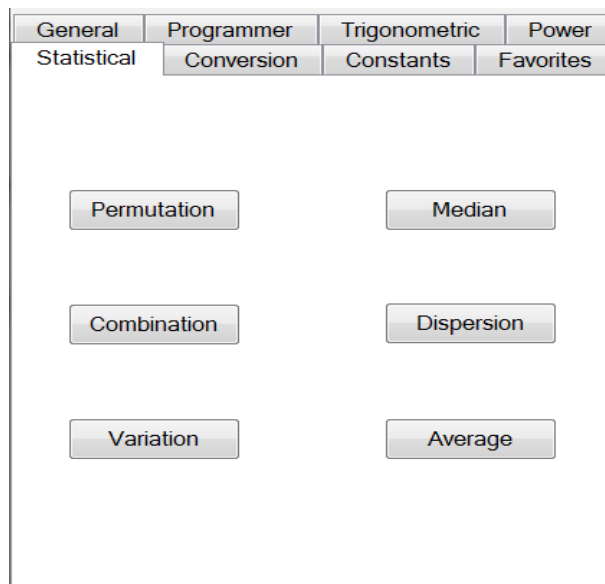 General Programmer Trigonometric Power
Statistical Conversion Constants Favorites
Permutation Median
Combination Dispersion
Variation Average